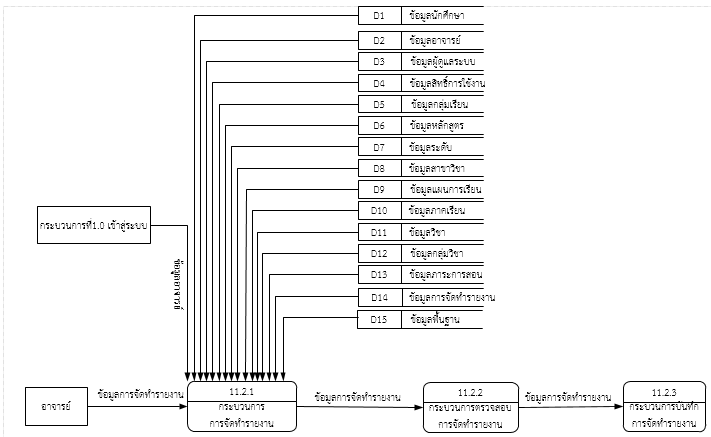 D1 ข้อมูลนักศึกษา
D2 ข้อมูลอาจารย์
D3 ข้อมูลผู้ดูแลระบบ
D4 ข้อมูลสิทธิ์การใช้งาน
D5 ข้อมูลกลุ่มเรียน
D6 ข้อมูลหลักสูตร
D7 ข้อมูลระดับ
D8 ข้อมูลสาขาวิชา
D9 ข้อมูลแผนการเรียน
D10 ข้อมูลภาคเรียน
D11 ข้อมูลวิชา
D12 ข้อมูลกลุ่มวิชา
D13 ข้อมูลภาระการสอน
D14 ข้อมูลการจัดทำรายงาน
D15 ข้อมูลพื้นฐาน
กระบวนการที่1.0 เข้าสู่ระบบ
ข้อมูลอาจารย์
อาจารย์
ข้อมูลการจัดทำรายงาน
11.2.1
กระบวนการ
การจัดทำรายงาน
ข้อมูลการจัดทำรายงาน
11.2.2
กระบวนการตรวจสอบ
การจัดทำรายงาน
ข้อมูลการจัดทำรายงาน
11.2.3
กระบวนการบันทึก
การจัดทำรายงาน